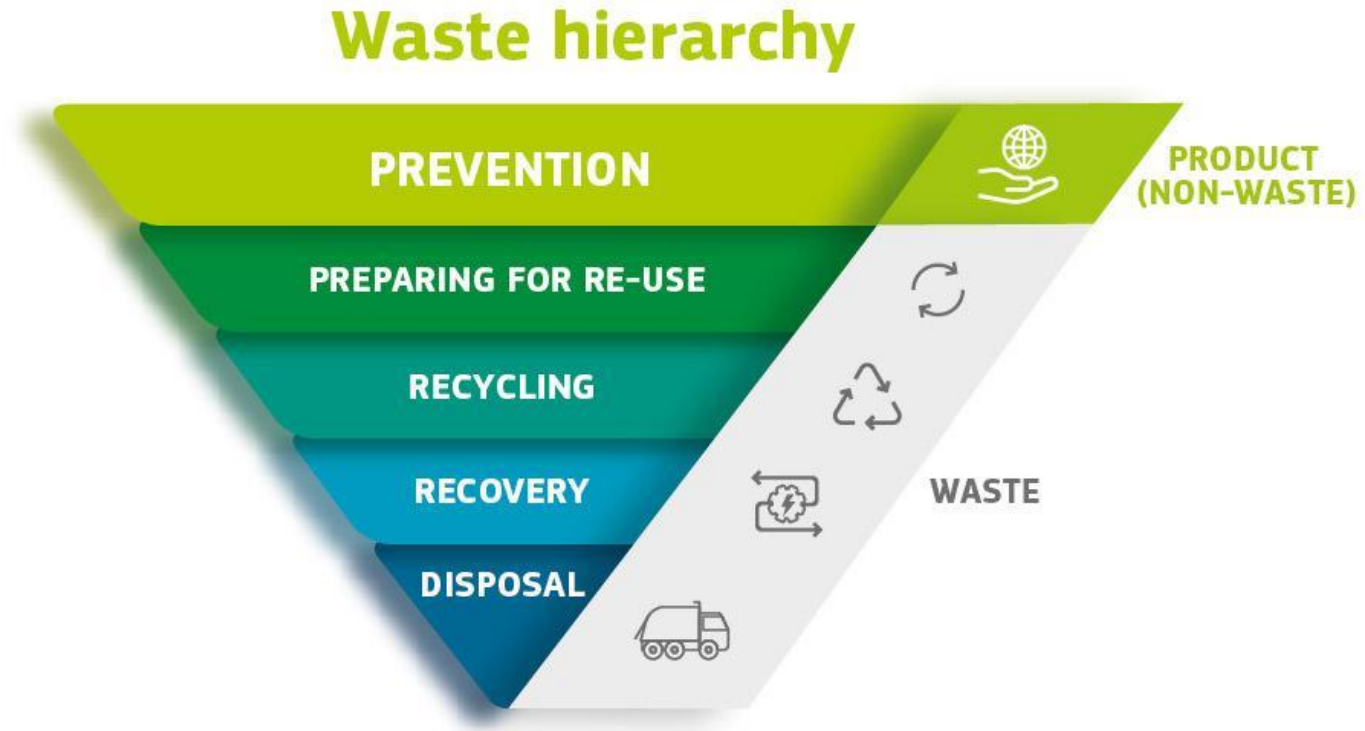 Waste hierarchy
PREVENTION
PRODUCT
(NON-WASTE)
PREPARING FOR RE-USE
RECYCLING
RECOVERY
WASTE
DISPOSAL